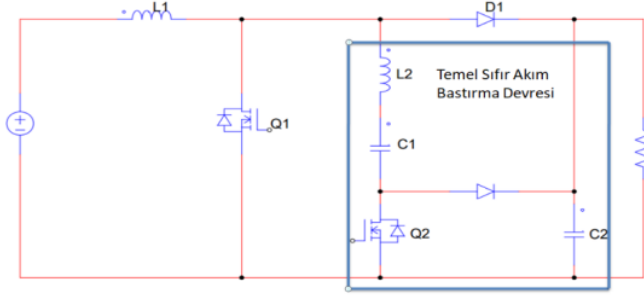 L1
D1
L2
Temel Sıfır Akım
Bastırma Devresi
Q1
C1
Q2
C2